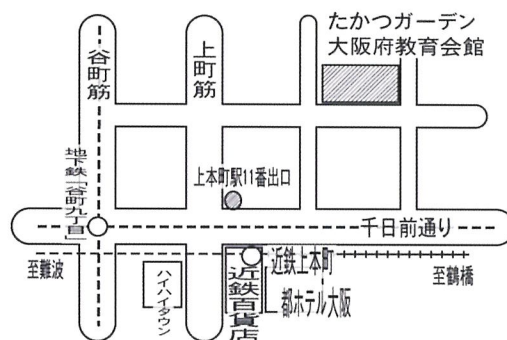 たかつガーデン
大阪府教育会館
谷町筋
上町筋
地下鉄「谷町九丁目」
上本町駅11番出口
千日前通り
至難波
ハイハイタウン
近鉄百貨店
近鉄上本町
都ホテル大阪
至鶴橋